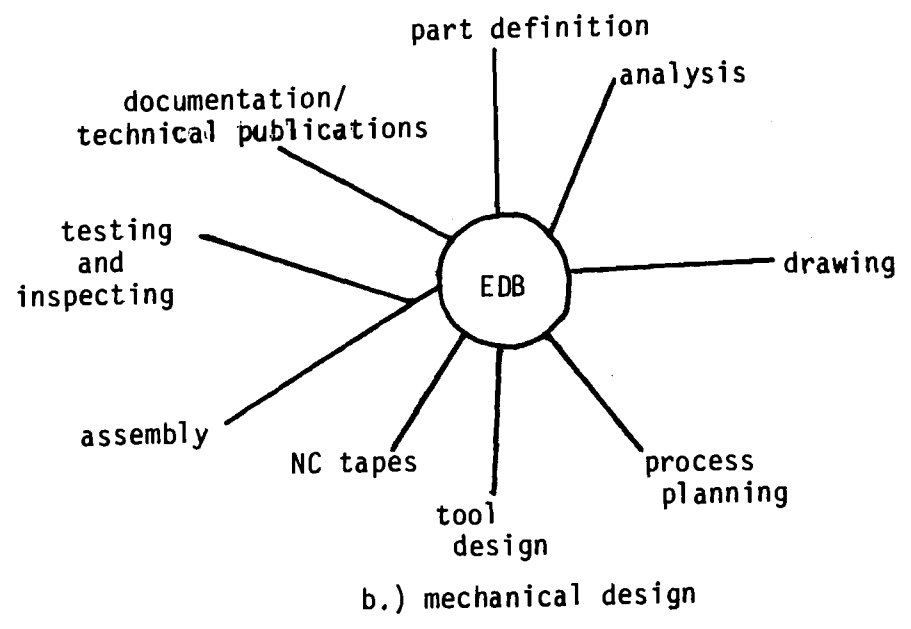 part definition
analysis
documentation/
technical publications
testing
and
inspecting
EDB
drawing
assembly
NC tapes
process
planning
tool
design
b.) mechanical design